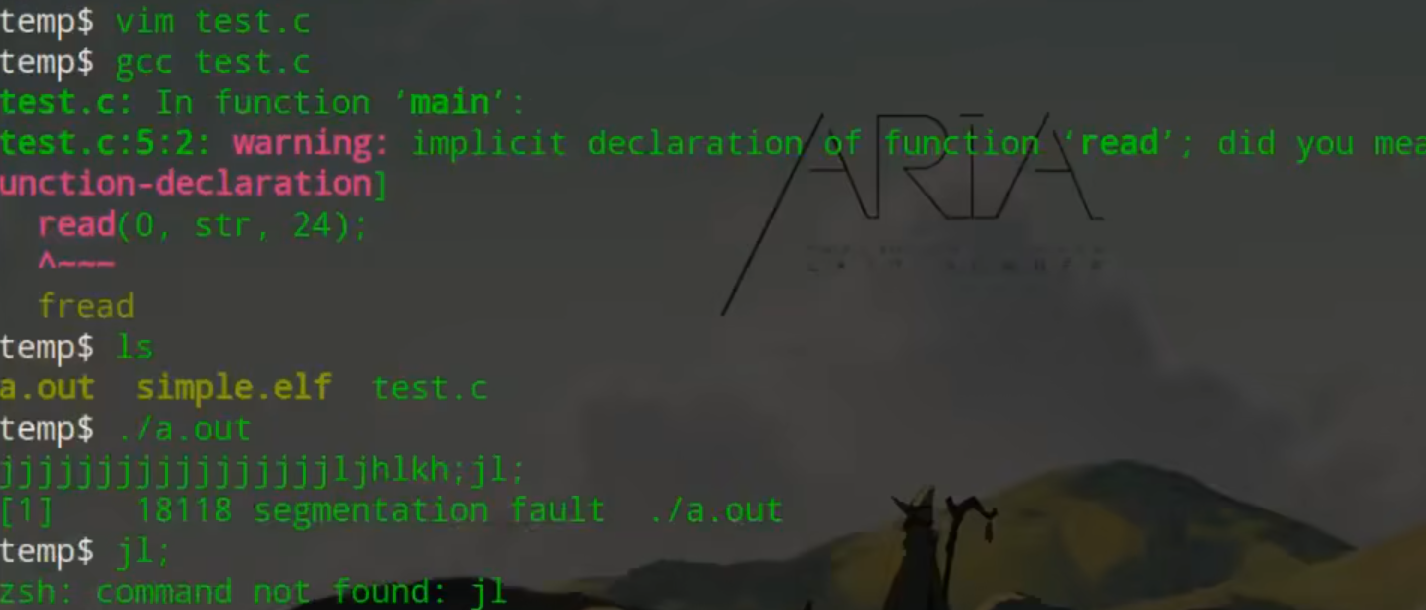 temp$ vim test.c
temp$ gcc test.c
test.c: In function ‘main’:
test.c:5:2: warning: implicit declaration of function ‘read’; did you mea
unction-declaration]
read(0, str, 24);
^~~~
fread
temp$ ls
a.out simple.elf test.c
temp$ ./a.out
jjjjjjjjjjjjjjjjjljhlkh;jl;
[1] 18118 segmentation fault ./a.out
temp$ jl;
zsh: command not found: jl
ARIA